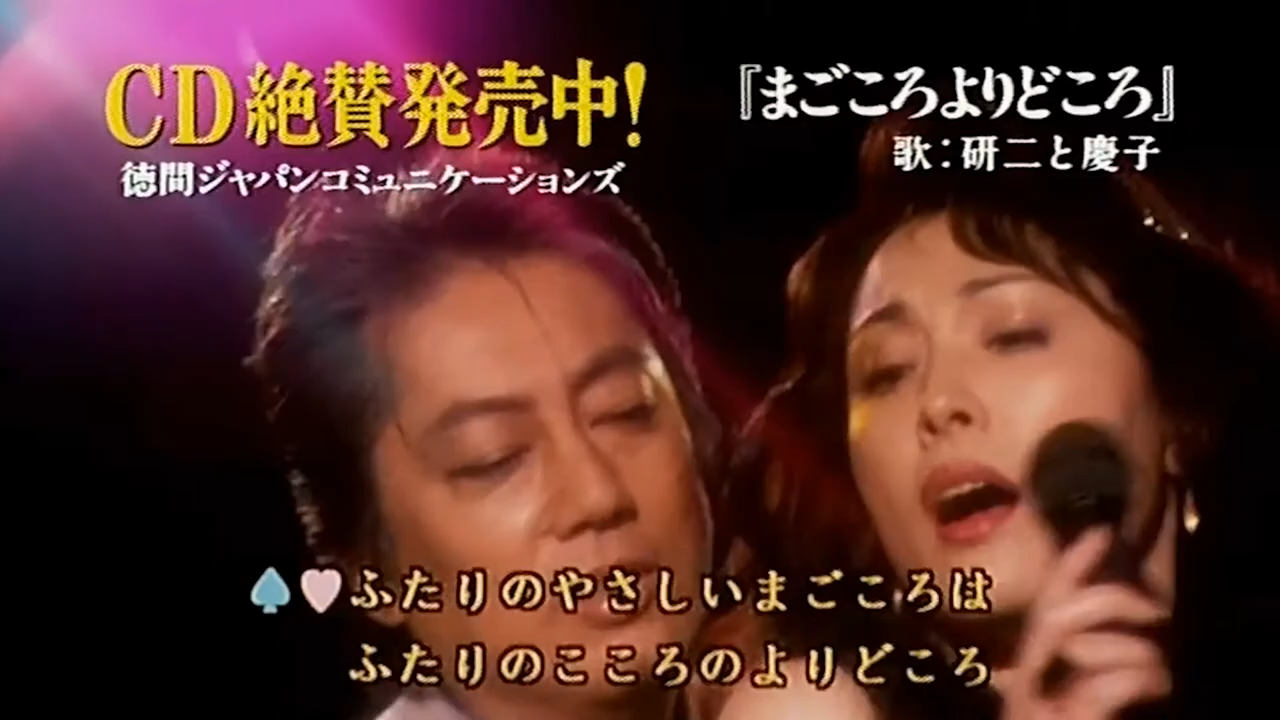 CD絶賛発売中!
徳間ジャパンコミュニケーションズ
『まごころよりどころ』
歌:研二と慶子
♠♥ふたりのやさしいまごころは
ふたりのこころのよりどころ